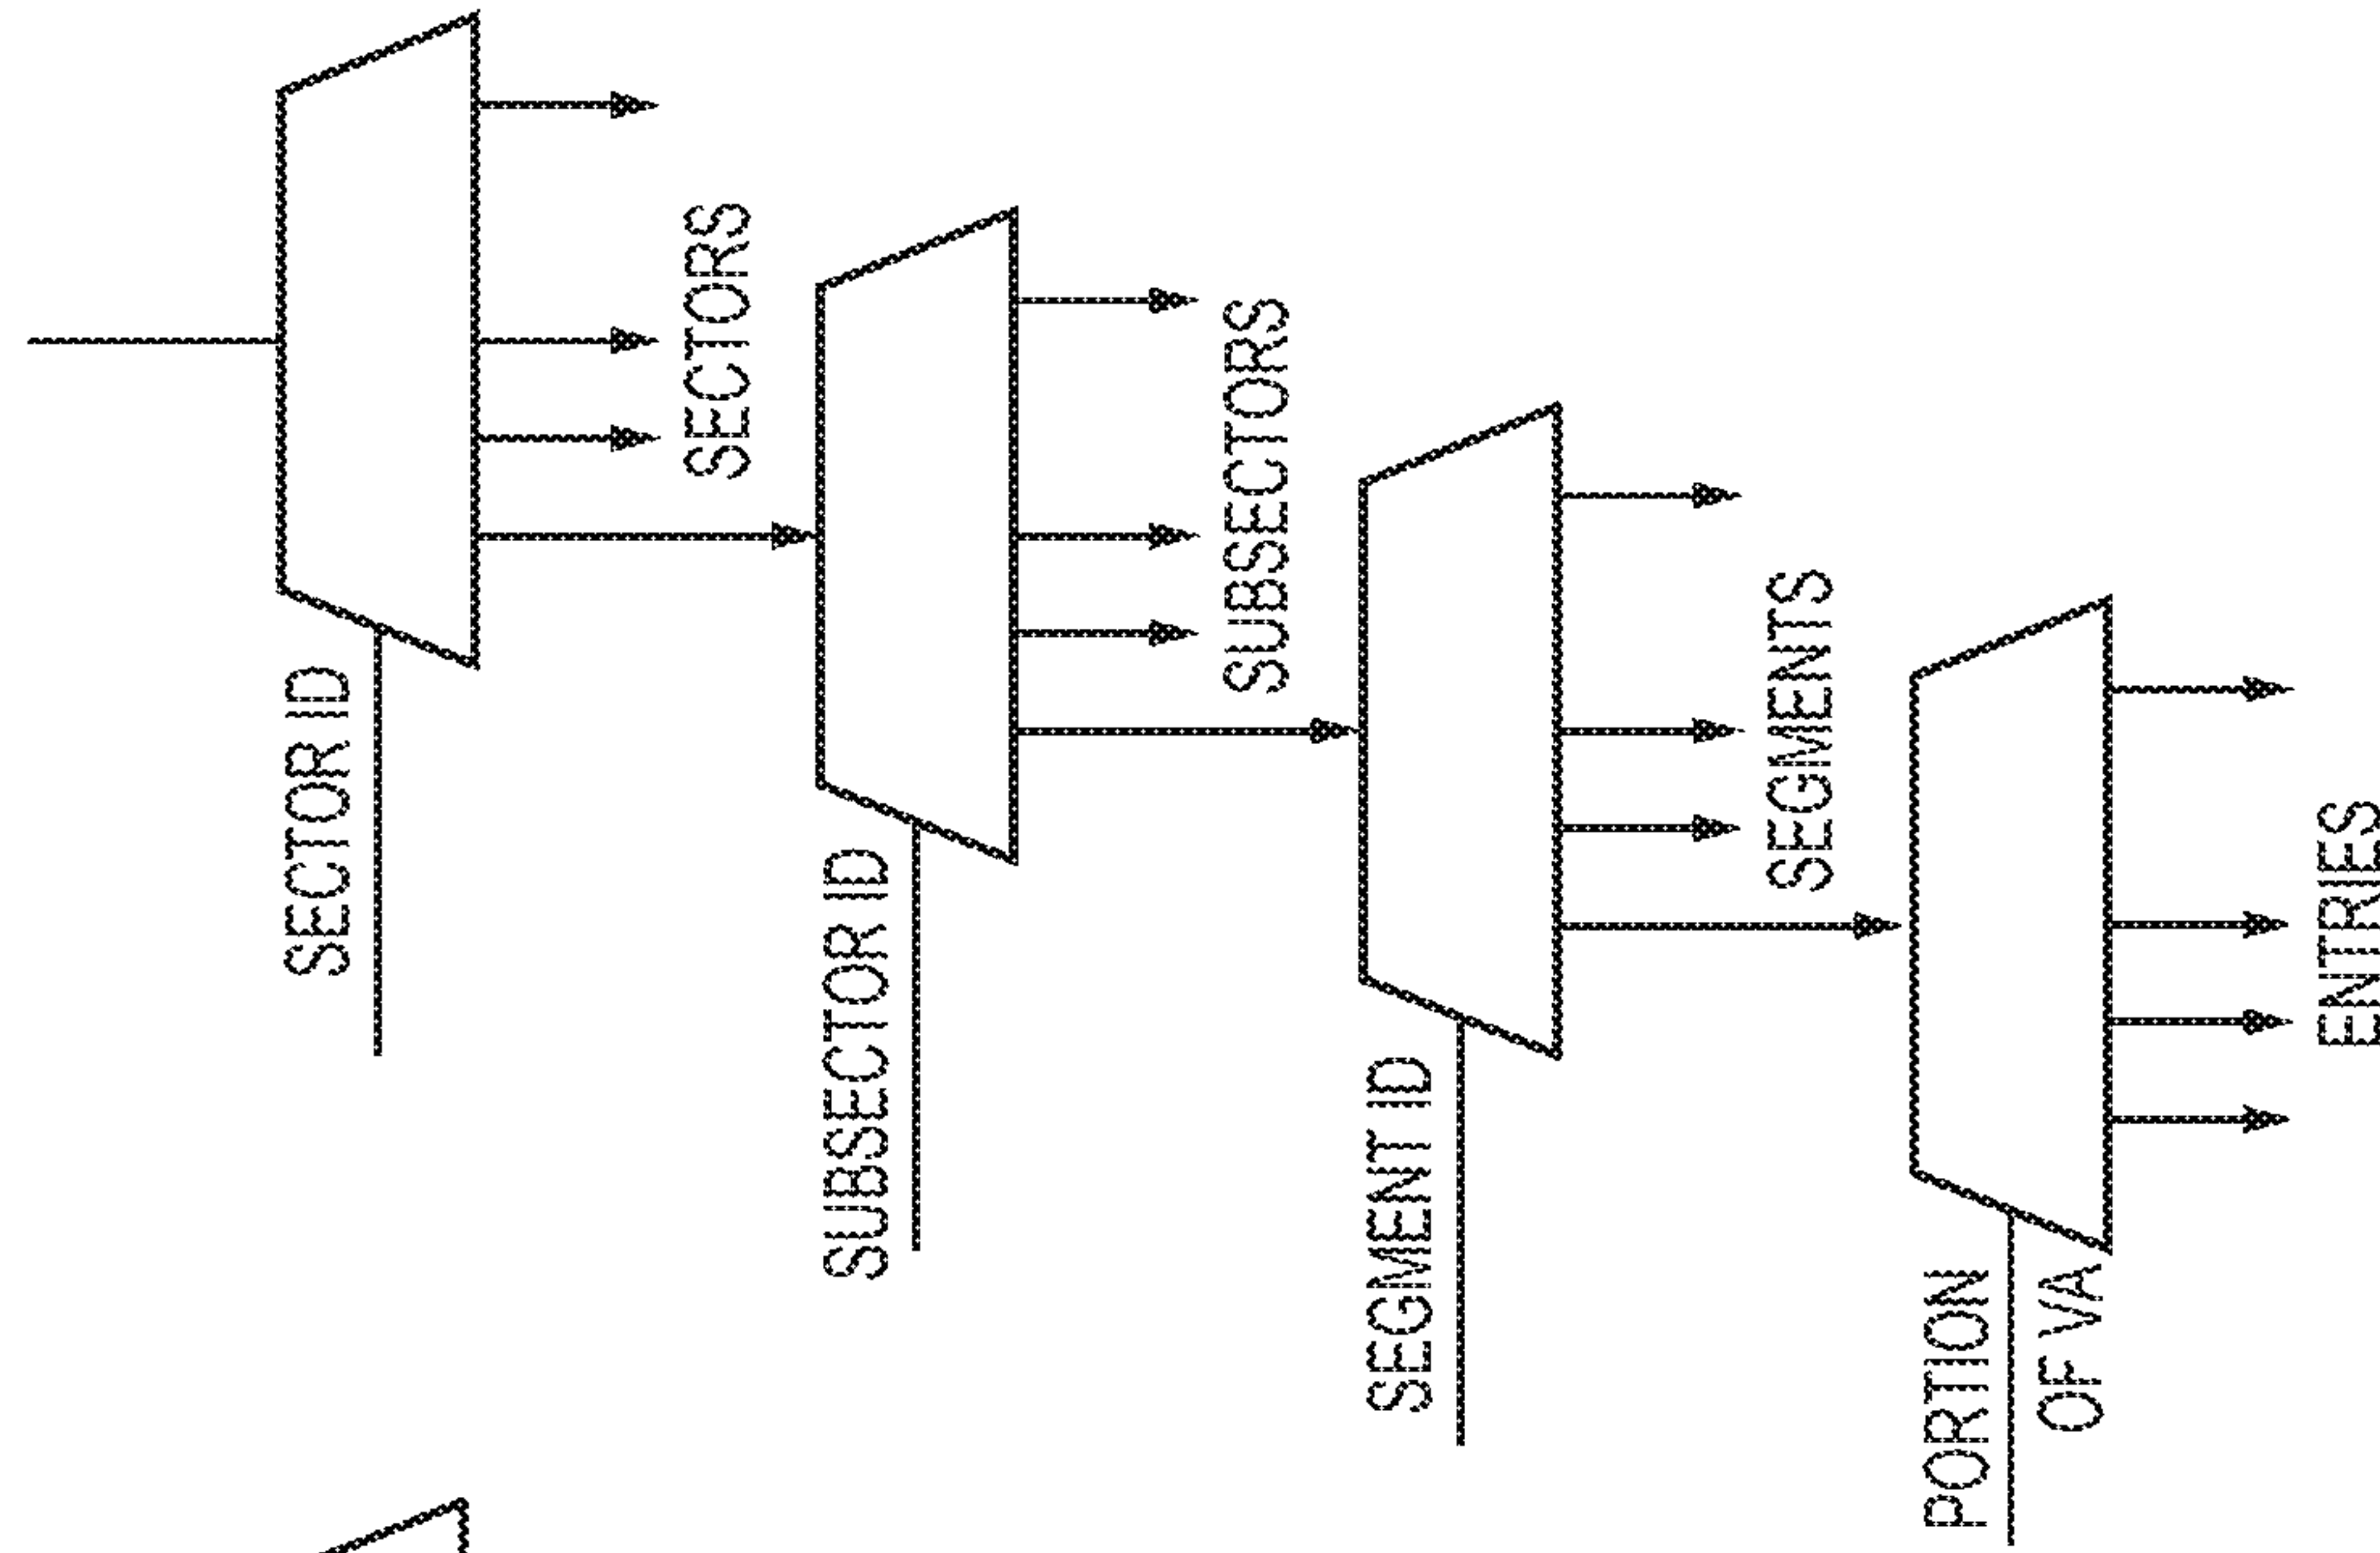 SECTOR ID
SECTORS
SUBSECTOR ID
SUBSECTORS
SEGMENT ID
SEGMENTS
PORTION
OF VA
ENTRIES